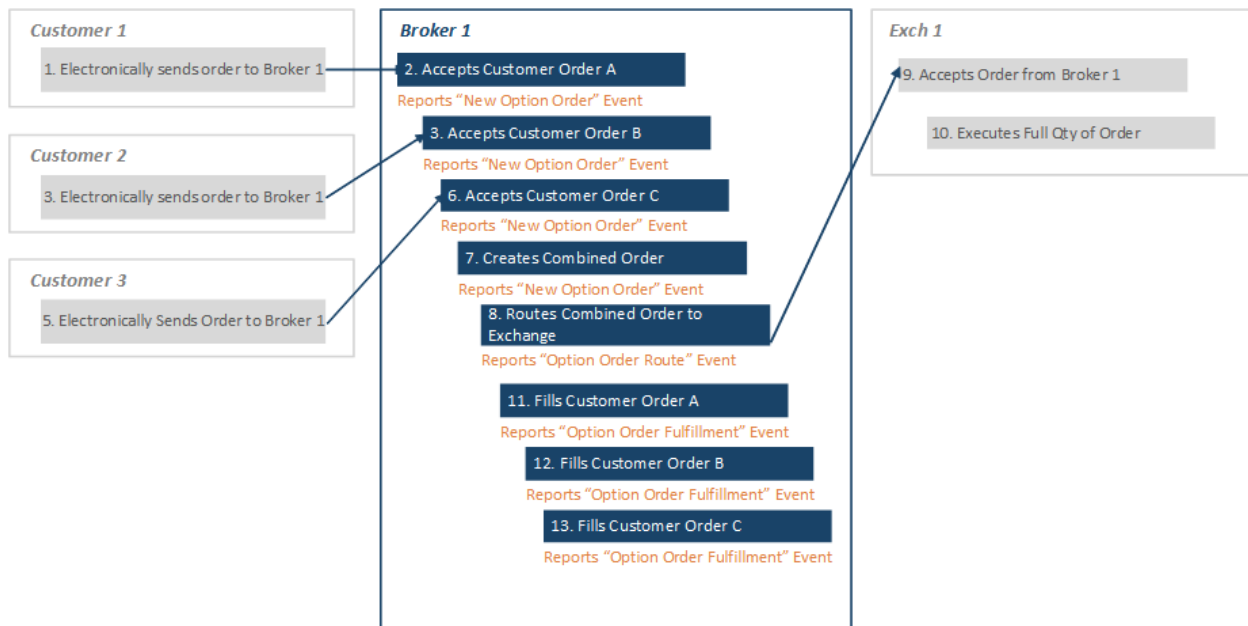 Customer 1
1. Electronically sends order to Broker 1
Customer 2
3. Electronically sends order to Broker 1
Customer 3
5. Electronically Sends Order to Broker 1
Broker 1
2. Accepts Customer Order A
Reports “New Option Order” Event
3. Accepts Customer Order B
Reports “New Option Order” Event
6. Accepts Customer Order C
Reports “New Option Order” Event
7. Creates Combined Order
Reports “New Option Order” Event
8. Routes Combined Order to
Exchange
Reports “Option Order Route” Event
11. Fills Customer Order A
Reports “Option Order Fulfillment” Event
12. Fills Customer Order B
Reports “Option Order Fulfillment” Event
13. Fills Customer Order C
Reports “Option Order Fulfillment” Event
Exch 1
9. Accepts Order from Broker 1
10. Executes Full Qty of Order